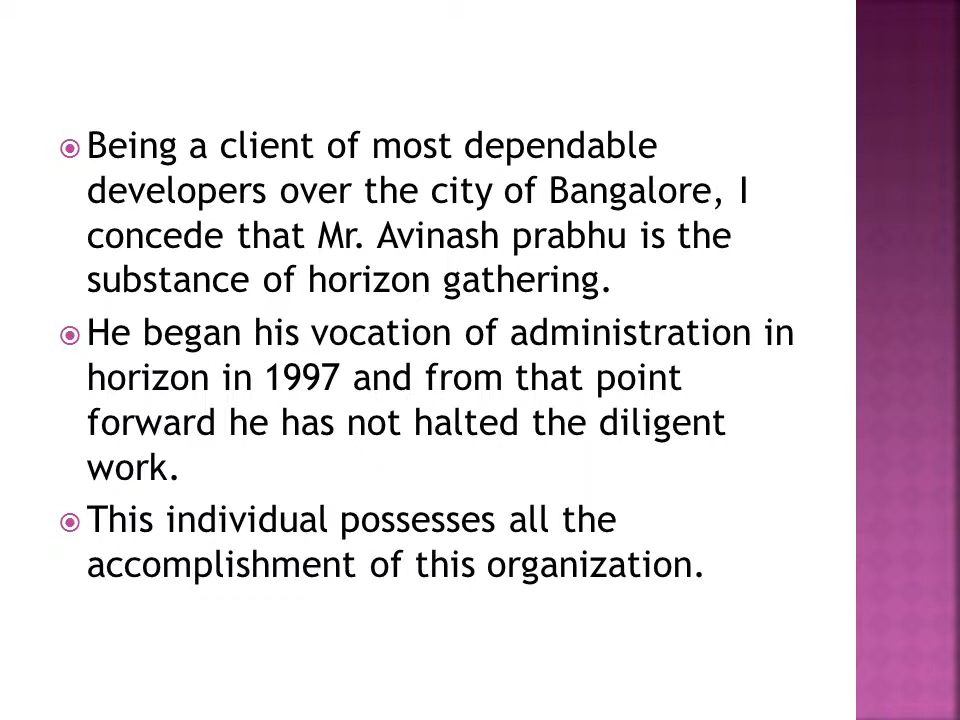 Being a client of most dependable
developers over the city of Bangalore, I
concede that Mr. Avinash prabhu is the
substance of horizon gathering.
He began his vocation of administration in
horizon in 1997 and from that point
forward he has not halted the diligent
work.
This individual possesses all the
accomplishment of this organization.